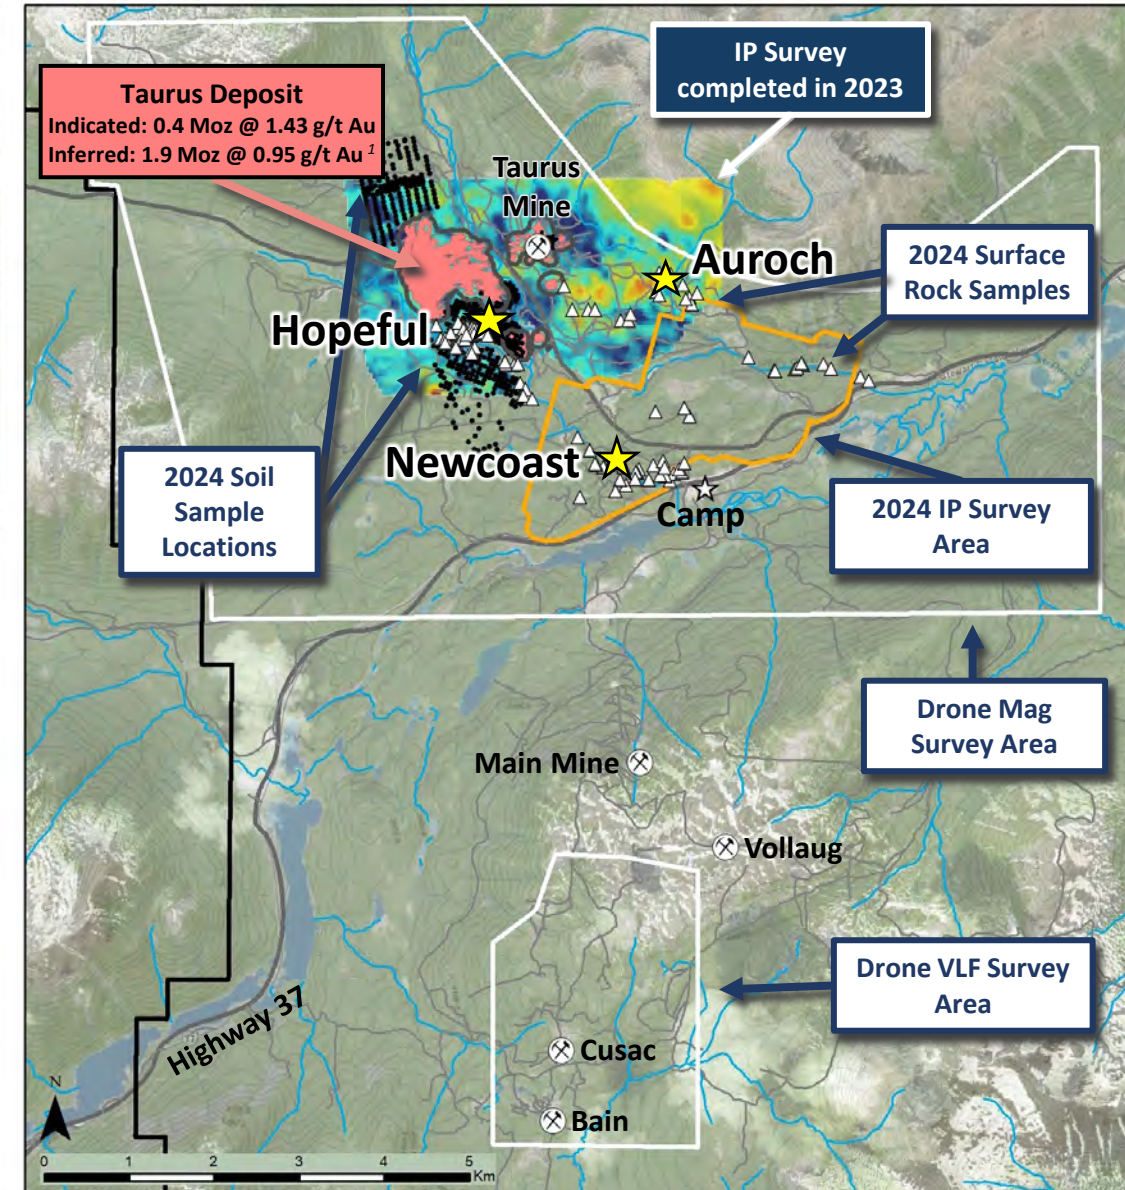 IP Survey
completed in 2023
Taurus Deposit
Indicated: 0.4 Moz @ 1.43 g/t Au
Inferred: 1.9 Moz @ 0.95 g/t Au 1
Taurus
Mine
Auroch
2024 Surface
Rock Samples
Hopeful
Newcoast
2024 Soil
Sample
Locations
Camp
2024 IP Survey
Area
Drone Mag
Survey Area
Main Mine
Vollaug
Drone VLF Survey
Area
Highway 37
Cusac
Bain
N
0 1 2 3 4 5
Km